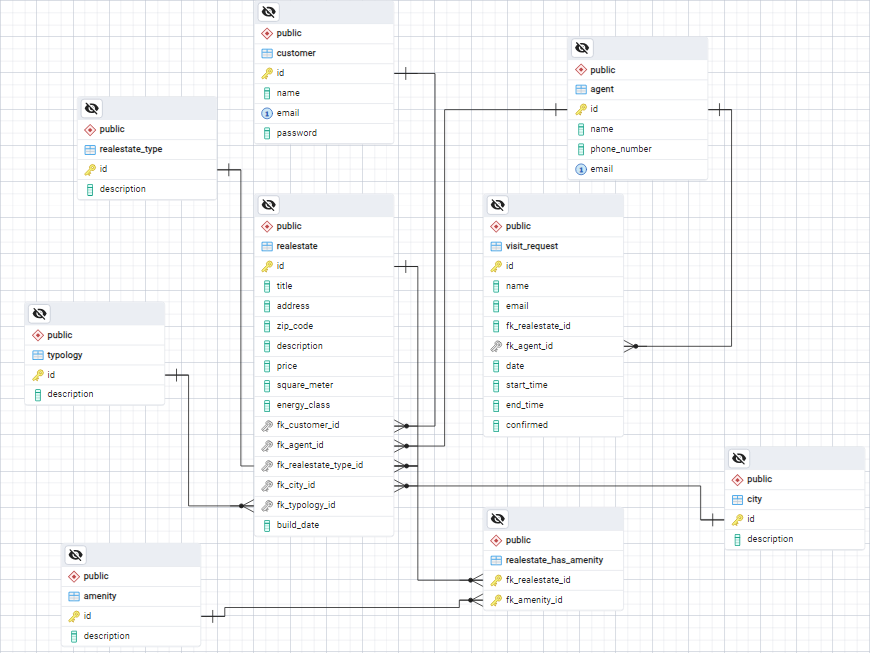 public
customer
id
name
email
password
public
agent
id
name
phone_number
email
public
realestate_type
id
description
public
realestate
id
title
address
zip_code
description
price
square_meter
energy_class
fk_customer_id
fk_agent_id
fk_realestate_type_id
fk_city_id
fk_typology_id
build_date
public
visit_request
id
name
email
fk_realestate_id
fk_agent_id
date
start_time
end_time
confirmed
public
typology
id
description
public
city
id
description
public
realestate_has_amenity
fk_realestate_id
fk_amenity_id
public
amenity
id
description